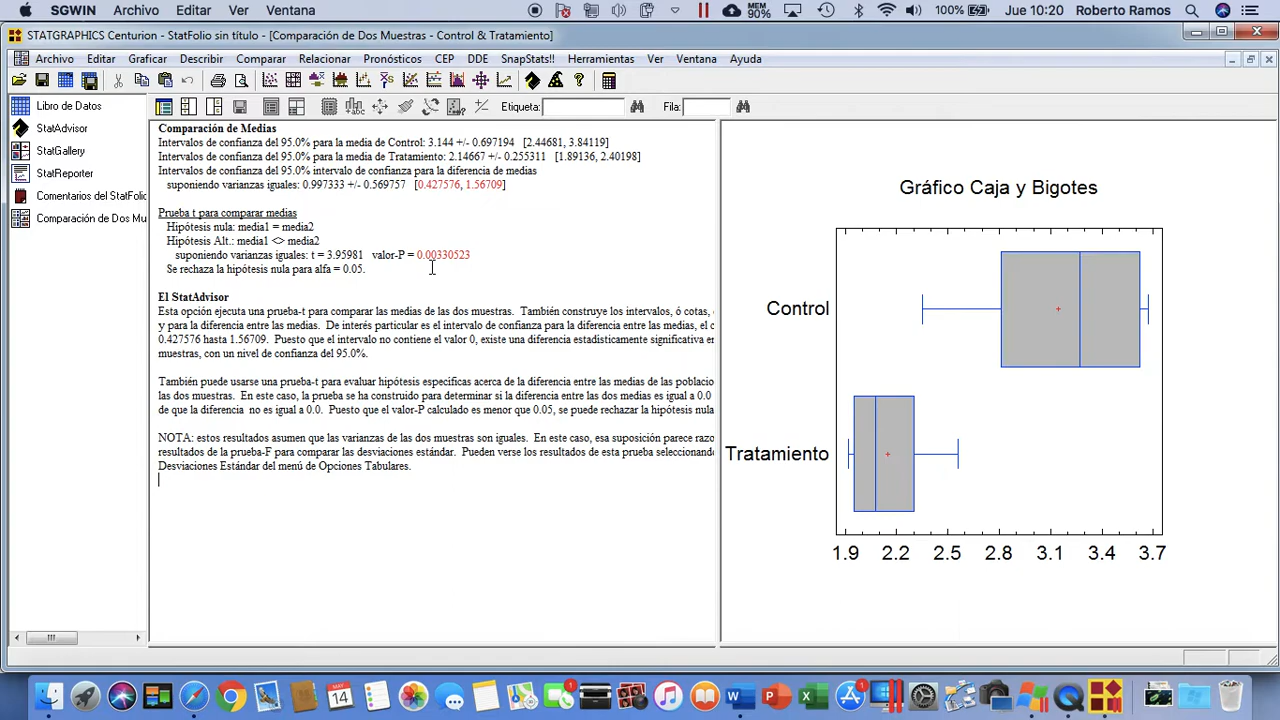 SGWIN Archivo Editar Ver Ventana MEM 90% 100% Jue 10:20 Roberto Ramos
STATGRAPHICS Centurion - StatFolio sin título - [Comparación de Dos Muestras - Control & Tratamiento]
Archivo Editar Graficar Describir Comparar Relacionar Pronósticos CEP DDE SnapStats!! Herramientas Ver Ventana Ayuda
Etiqueta: Fila:
Libro de Datos
StatAdvisor
StatGallery
StatReporter
Comentarios del StatFolio
Comparación de Dos Mu
Comparación de Medias
Intervalos de confianza del 95.0% para la media de Control: 3.144 +/- 0.697194 [2.44681, 3.84119]
Intervalos de confianza del 95.0% para la media de Tratamiento: 2.14667 +/- 0.255311 [1.89136, 2.40198]
Intervalos de confianza del 95.0% intervalo de confianza para la diferencia de medias
suponiendo varianzas iguales: 0.997333 +/- 0.569757 [0.427576, 1.56709]
Prueba t para comparar medias
Hipótesis nula: media1 = media2
Hipótesis Alt.: media1 <> media2
suponiendo varianzas iguales: t = 3.95981 valor-P = 0.00330523
Se rechaza la hipótesis nula para alfa = 0.05.
El StatAdvisor
Esta opción ejecuta una prueba-t para comparar las medias de las dos muestras. También construye los intervalos, ó cotas,
y para la diferencia entre las medias. De interés particular es el intervalo de confianza para la diferencia entre las medias, el c
0.427576 hasta 1.56709. Puesto que el intervalo no contiene el valor 0, existe una diferencia estadísticamente significativa en
muestras, con un nivel de confianza del 95.0%.
También puede usarse una prueba-t para evaluar hipótesis específicas acerca de la diferencia entre las medias de las poblacio
las dos muestras. En este caso, la prueba se ha construido para determinar si la diferencia entre las dos medias es igual a 0.0
de que la diferencia no es igual a 0.0. Puesto que el valor-P calculado es menor que 0.05, se puede rechazar la hipótesis nula
NOTA: estos resultados asumen que las varianzas de las dos muestras son iguales. En este caso, esa suposición parece razo
resultados de la prueba-F para comparar las desviaciones estándar. Pueden verse los resultados de esta prueba seleccionando
Desviaciones Estándar del menú de Opciones Tabulares.
Gráfico Caja y Bigotes
Control
Tratamiento
1.9 2.2 2.5 2.8 3.1 3.4 3.7